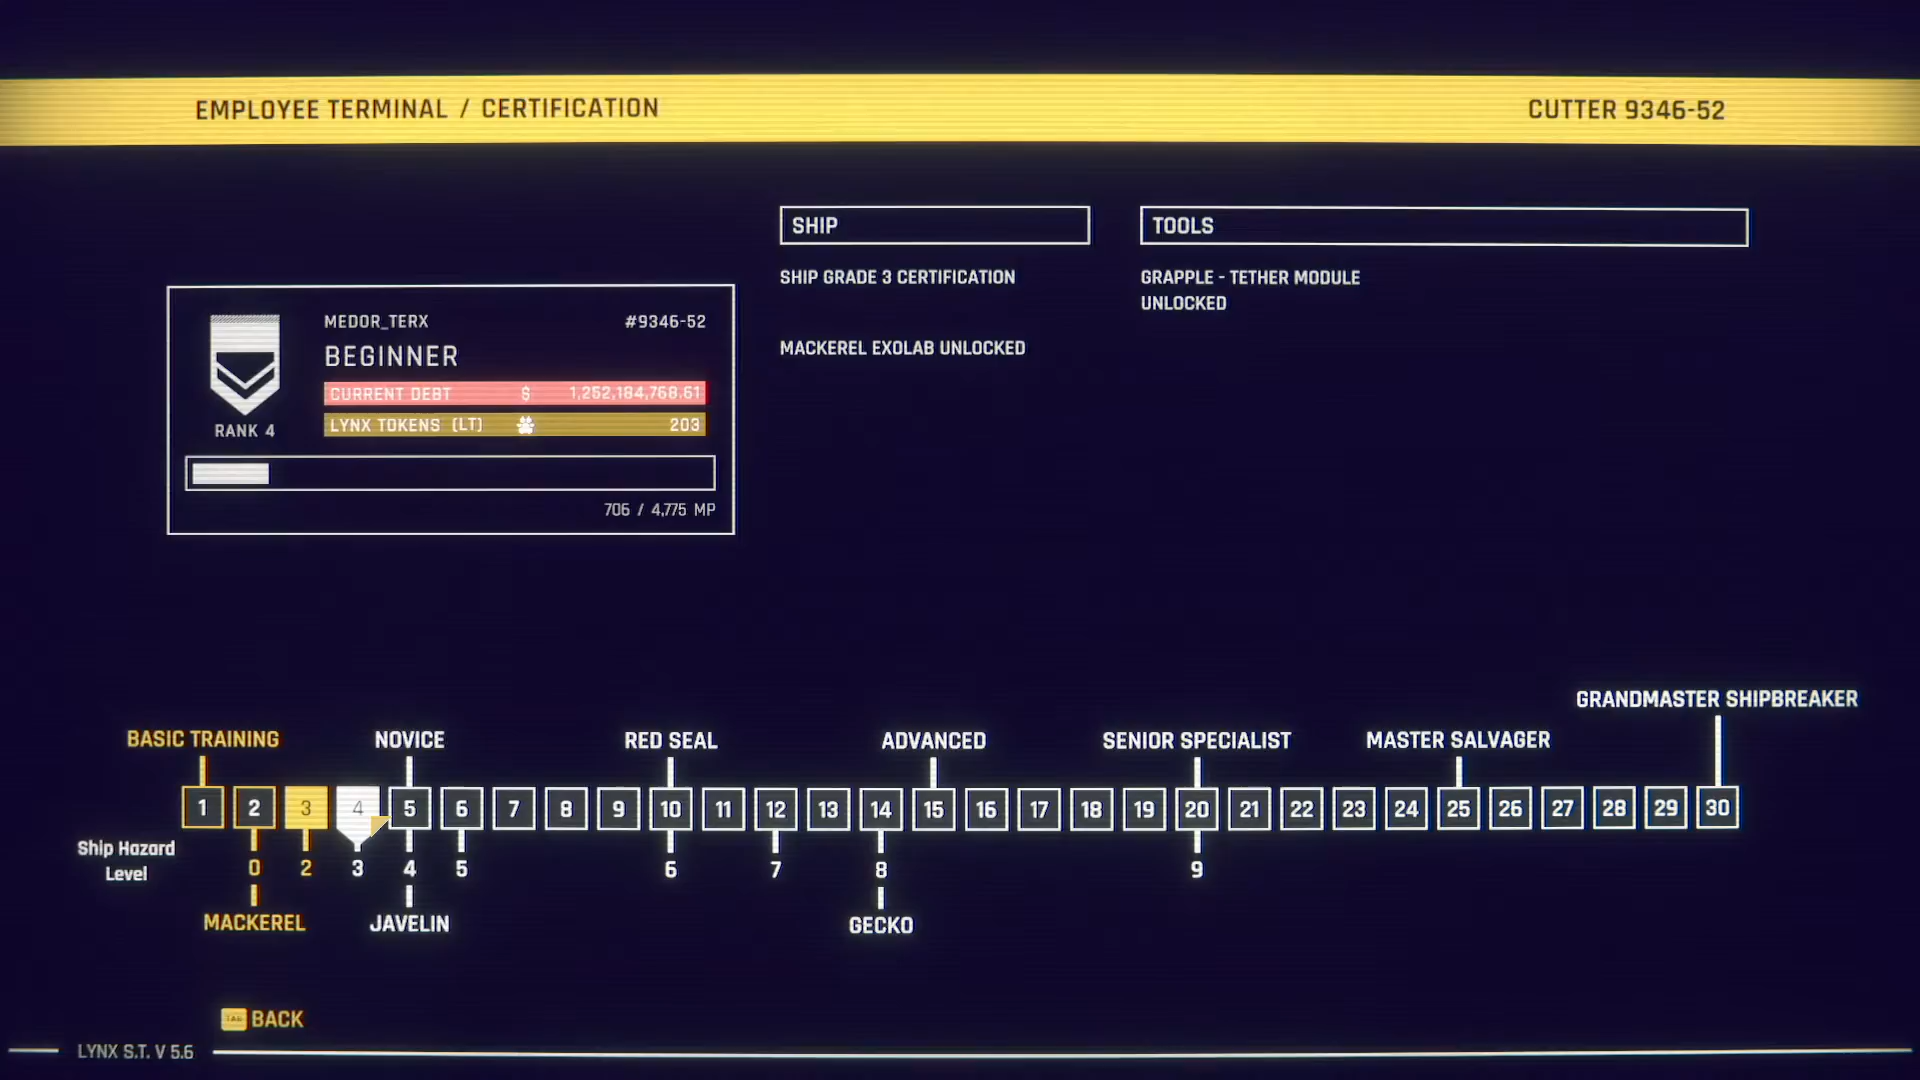 EMPLOYEE TERMINAL / CERTIFICATION
CUTTER 9346-52
SHIP
TOOLS
SHIP GRADE 3 CERTIFICATION
MACKEREL EXOLAB UNLOCKED
GRAPPLE - TETHER MODULE
UNLOCKED
MEDOR_TERX #9346-52
BEGINNER
CURRENT DEBT $ 1,252,184,768.61
LYNX TOKENS (LT) 203
RANK 4
706 / 4,775 MP
GRANDMASTER SHIPBREAKER
BASIC TRAINING NOVICE RED SEAL ADVANCED SENIOR SPECIALIST MASTER SALVAGER
1 2 3 4 5 6 7 8 9 10 11 12 13 14 15 16 17 18 19 20 21 22 23 24 25 26 27 28 29 30
Ship Hazard
Level
0 2 3 4 5 6 7 8 9
MACKEREL JAVELIN GECKO
TAB BACK
LYNX S.T. V 5.6